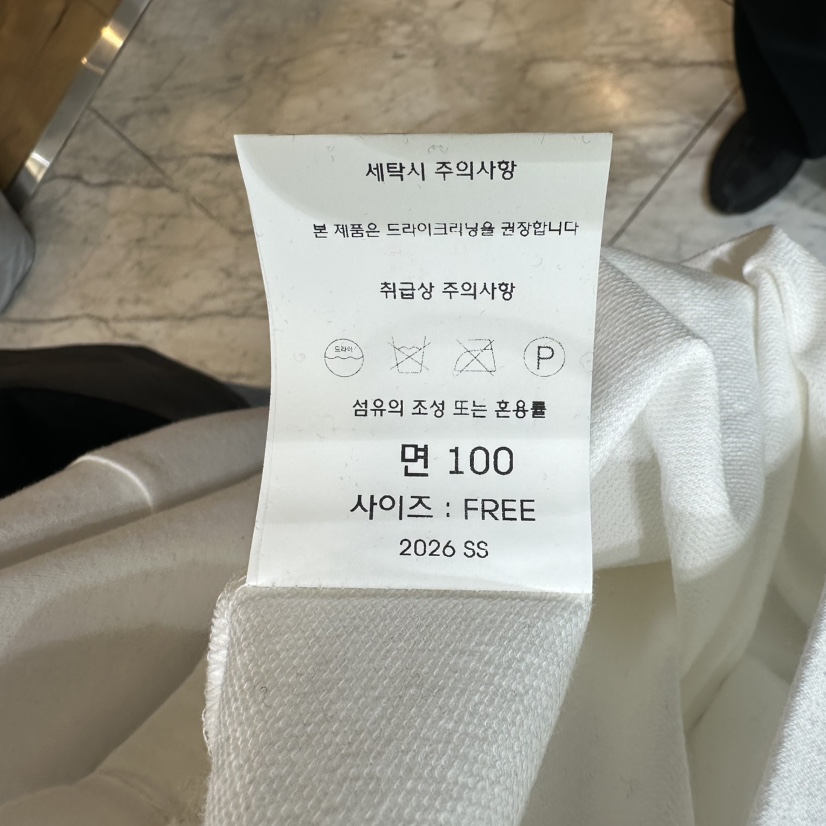 세탁시 주의사항
본 제품은 드라이크리닝을 권장합니다
취급상 주의사항
드라이 P
섬유의 조성 또는 혼용률
면 100
사이즈 : FREE
2026 SS